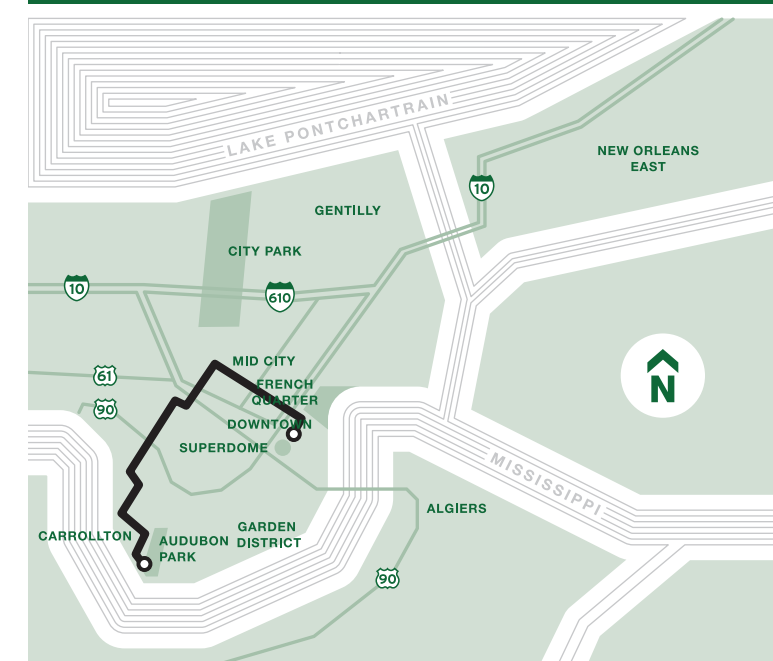 LAKE PONTCHARTRAIN
NEW ORLEANS
EAST
10
GENTILLY
CITY PARK
10
610
MID CITY
61
FRENCH
QUARTER
90
DOWNTOWN
SUPERDOME
N
MISSISSIPPI
ALGIERS
CARROLLTON
AUDUBON
PARK
GARDEN
DISTRICT
90